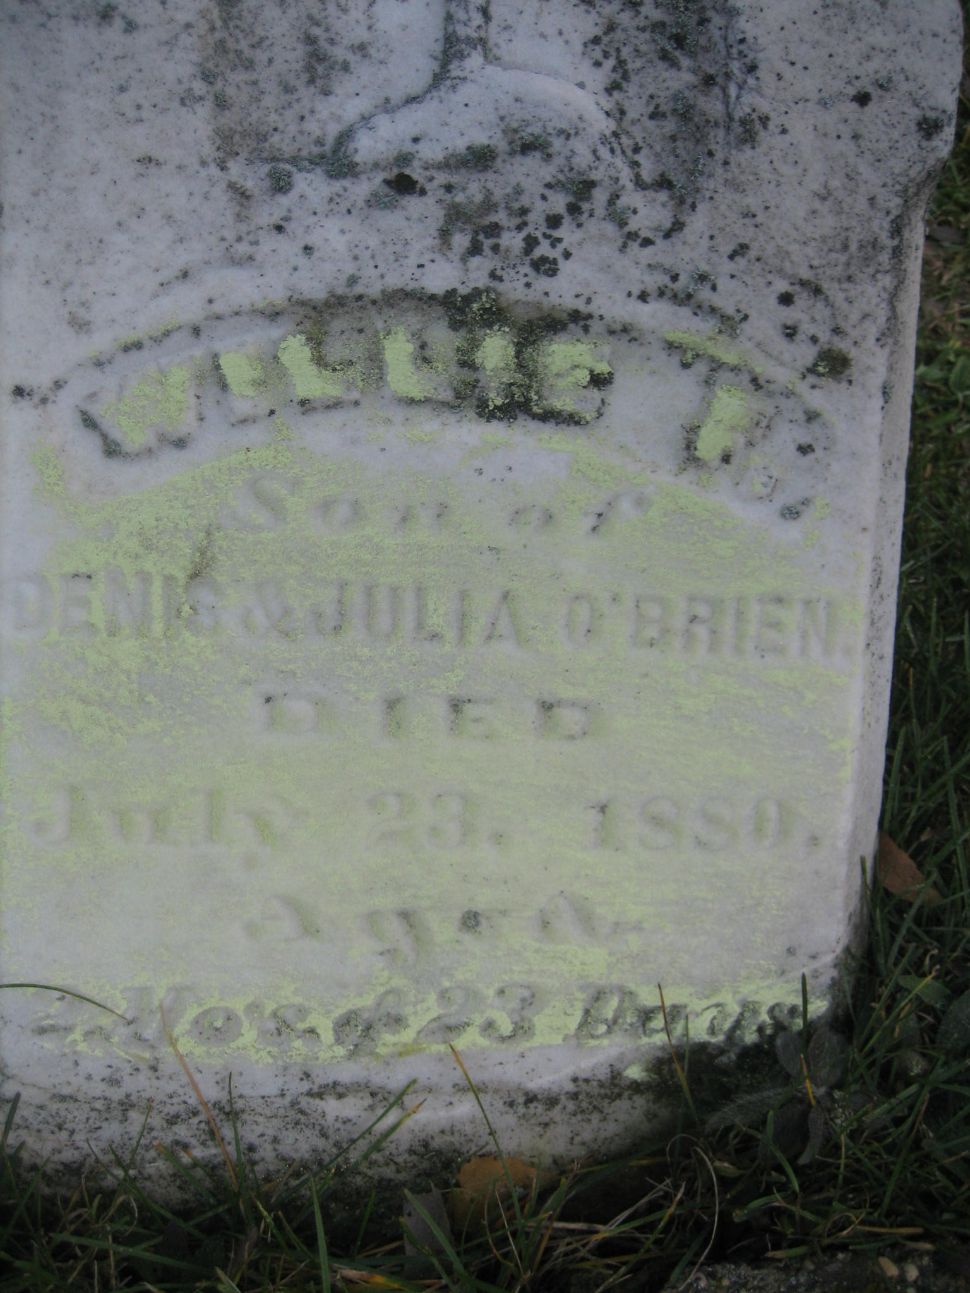 WILLIE T.
Son of
DENIS & JULIA O'BRIEN.
DIED
July 23. 1880,
Aged
Mos & 23 Days